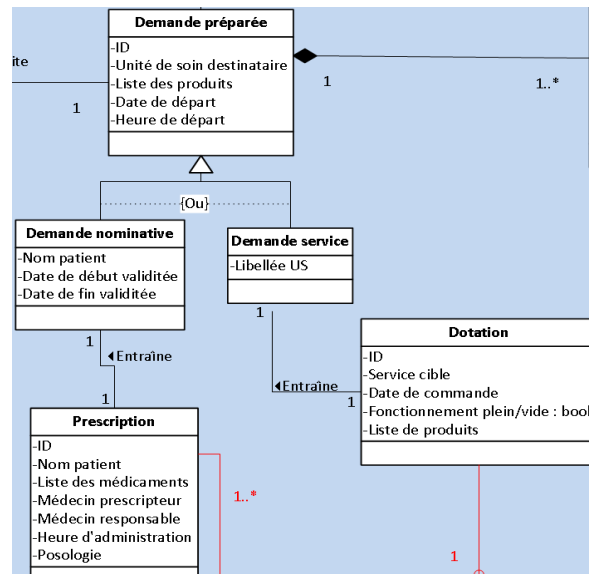 Demande préparée
-ID
-Unité de soin destinataire
-Liste des produits
-Date de départ
-Heure de départ
ite
1
1
1..*
{Ou}
Demande nominative
-Nom patient
-Date de début validitée
-Date de fin validitée
Demande service
-Libellée US
1
1
Entraîne
Entraîne
1
1
Dotation
-ID
-Service cible
-Date de commande
-Fonctionnement plein/vide : bool
-Liste de produits
Prescription
-ID
-Nom patient
-Liste des médicaments
-Médecin prescripteur
-Médecin responsable
-Heure d'administration
-Posologie
1..*
1